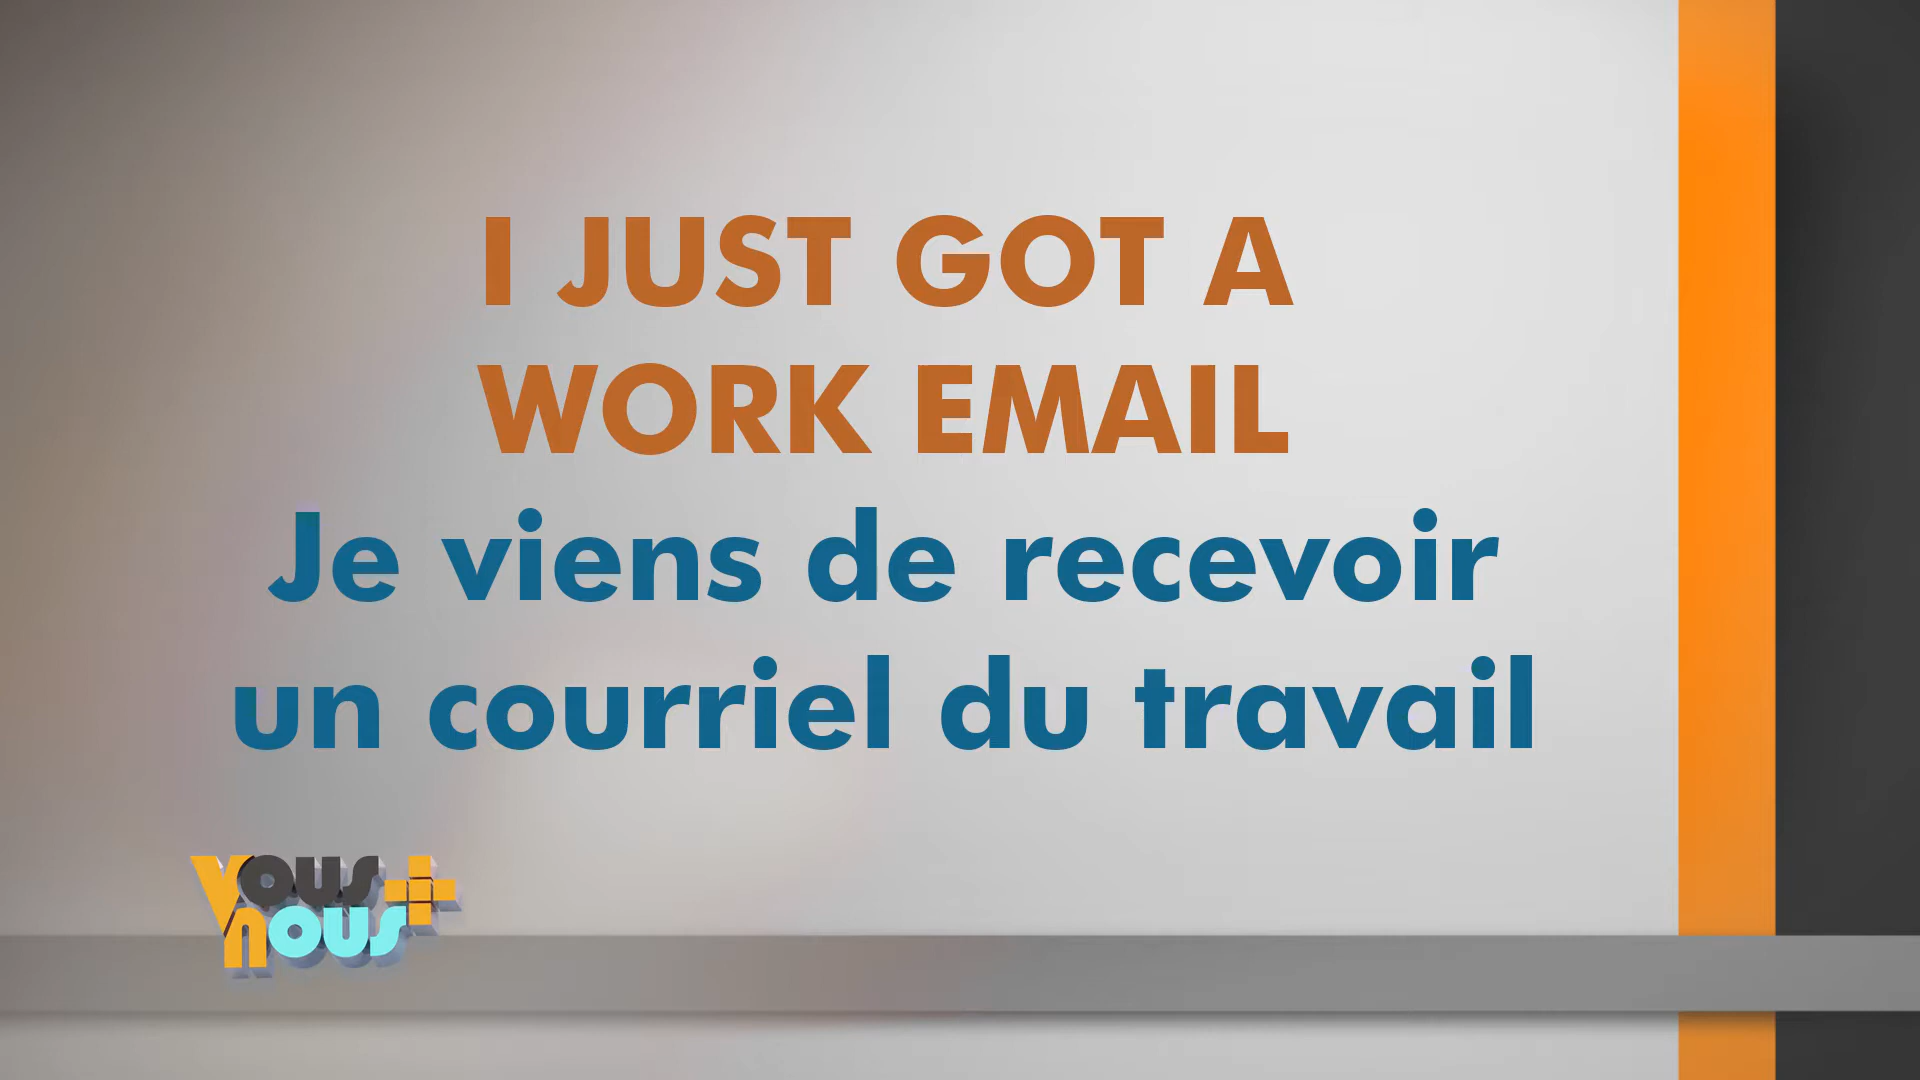 I JUST GOT A
WORK EMAIL
Je viens de recevoir
un courriel du travail
vous
nous+